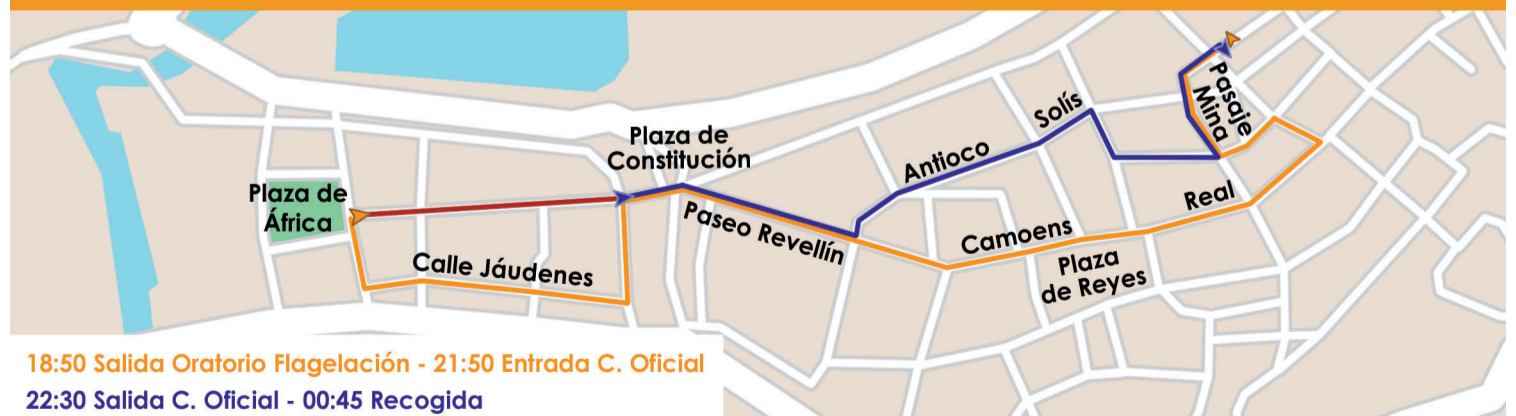 Plaza de
África
Calle Jáudenes
Plaza de
Constitución
Paseo Revellín
Antioco
Solís
Camoens
Plaza
de Reyes
Real
Pasaje
Mina
18:50 Salida Oratorio Flagelación - 21:50 Entrada C. Oficial
22:30 Salida C. Oficial - 00:45 Recogida